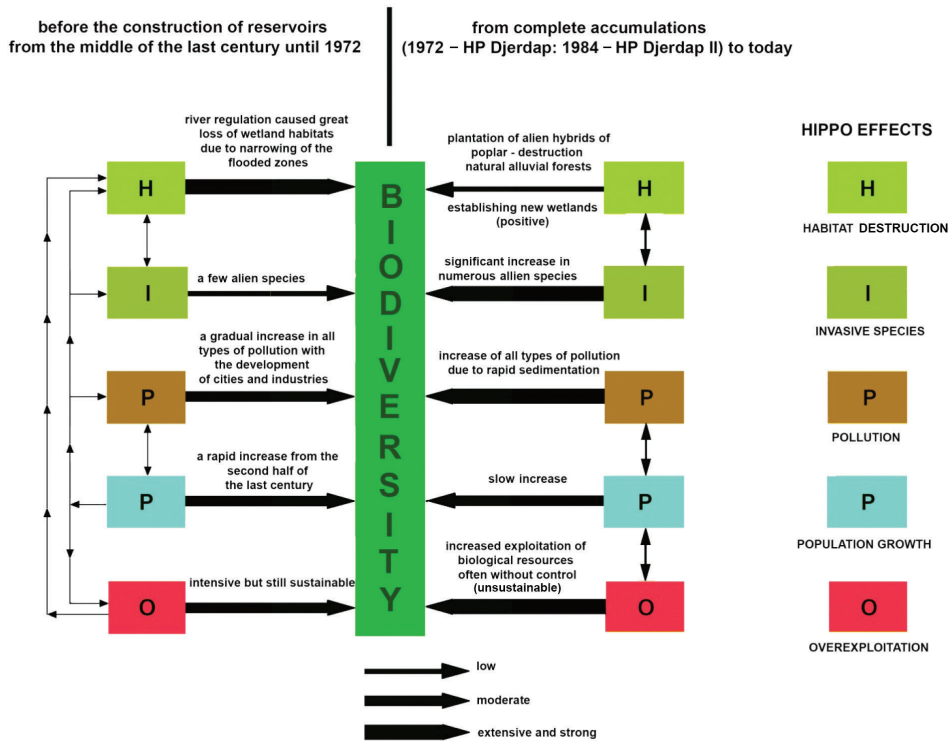 before the construction of reservoirs
from the middle of the last century until 1972
from complete accumulations
(1972 – HP Djerdap: 1984 – HP Djerdap II) to today
river regulation caused great
loss of wetland habitats
due to narrowing of the
flooded zones
H
a few alien species
I
a gradual increase in all
types of pollution with
the development
of cities and industries
P
a rapid increase from the
second half of
the last century
P
intensive but still sustainable
O
BIODIVERSITY
plantation of alien hybrids of
poplar - destruction
natural alluvial forests
establishing new wetlands
(positive)
H
significant increase in
numerous allien species
I
increase of all types of pollution
due to rapid sedimentation
P
slow increase
P
increased exploitation of
biological resources
often without control
(unsustainable)
O
HIPPO EFFECTS
H
HABITAT DESTRUCTION
I
INVASIVE SPECIES
P
POLLUTION
P
POPULATION GROWTH
O
OVEREXPLOITATION
low
moderate
extensive and strong